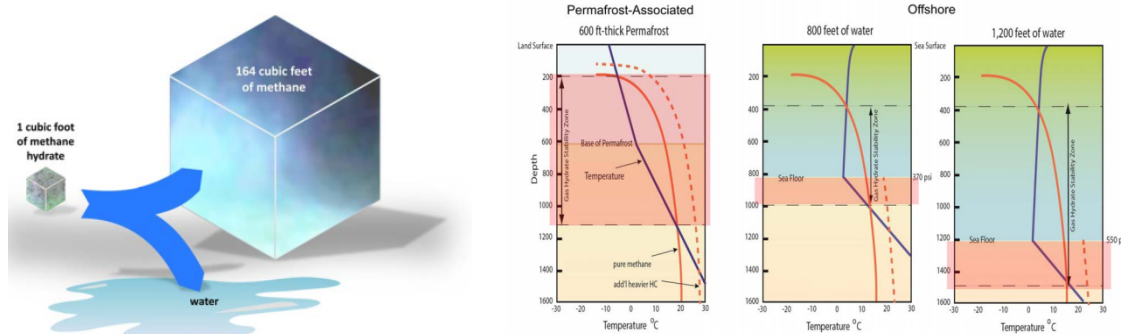 164 cubic feet
of methane
1 cubic foot
of methane
hydrate
water
Permafrost-Associated
600 ft-thick Permafrost
Land Surface
200
400
600
800
1000
1200
1400
1600
Depth
Gas Hydrate Stability Zone
Base of Permafrost
Temperature
pure methane
add'l heavier HC
-20
-10
0
10
20
30
Temperature °C
Offshore
800 feet of water
200
400
600
800
1000
1200
1400
1600
Gas Hydrate Stability Zone
Sea Floor
370 psi
-30
-20
-10
0
10
20
30
Temperature °C
1,200 feet of water
Sea Surface
200
400
600
800
1000
1200
1400
1600
Gas Hydrate Stability Zone
Sea Floor
550 p
-30
-20
-10
0
10
20
30
Temperature °C